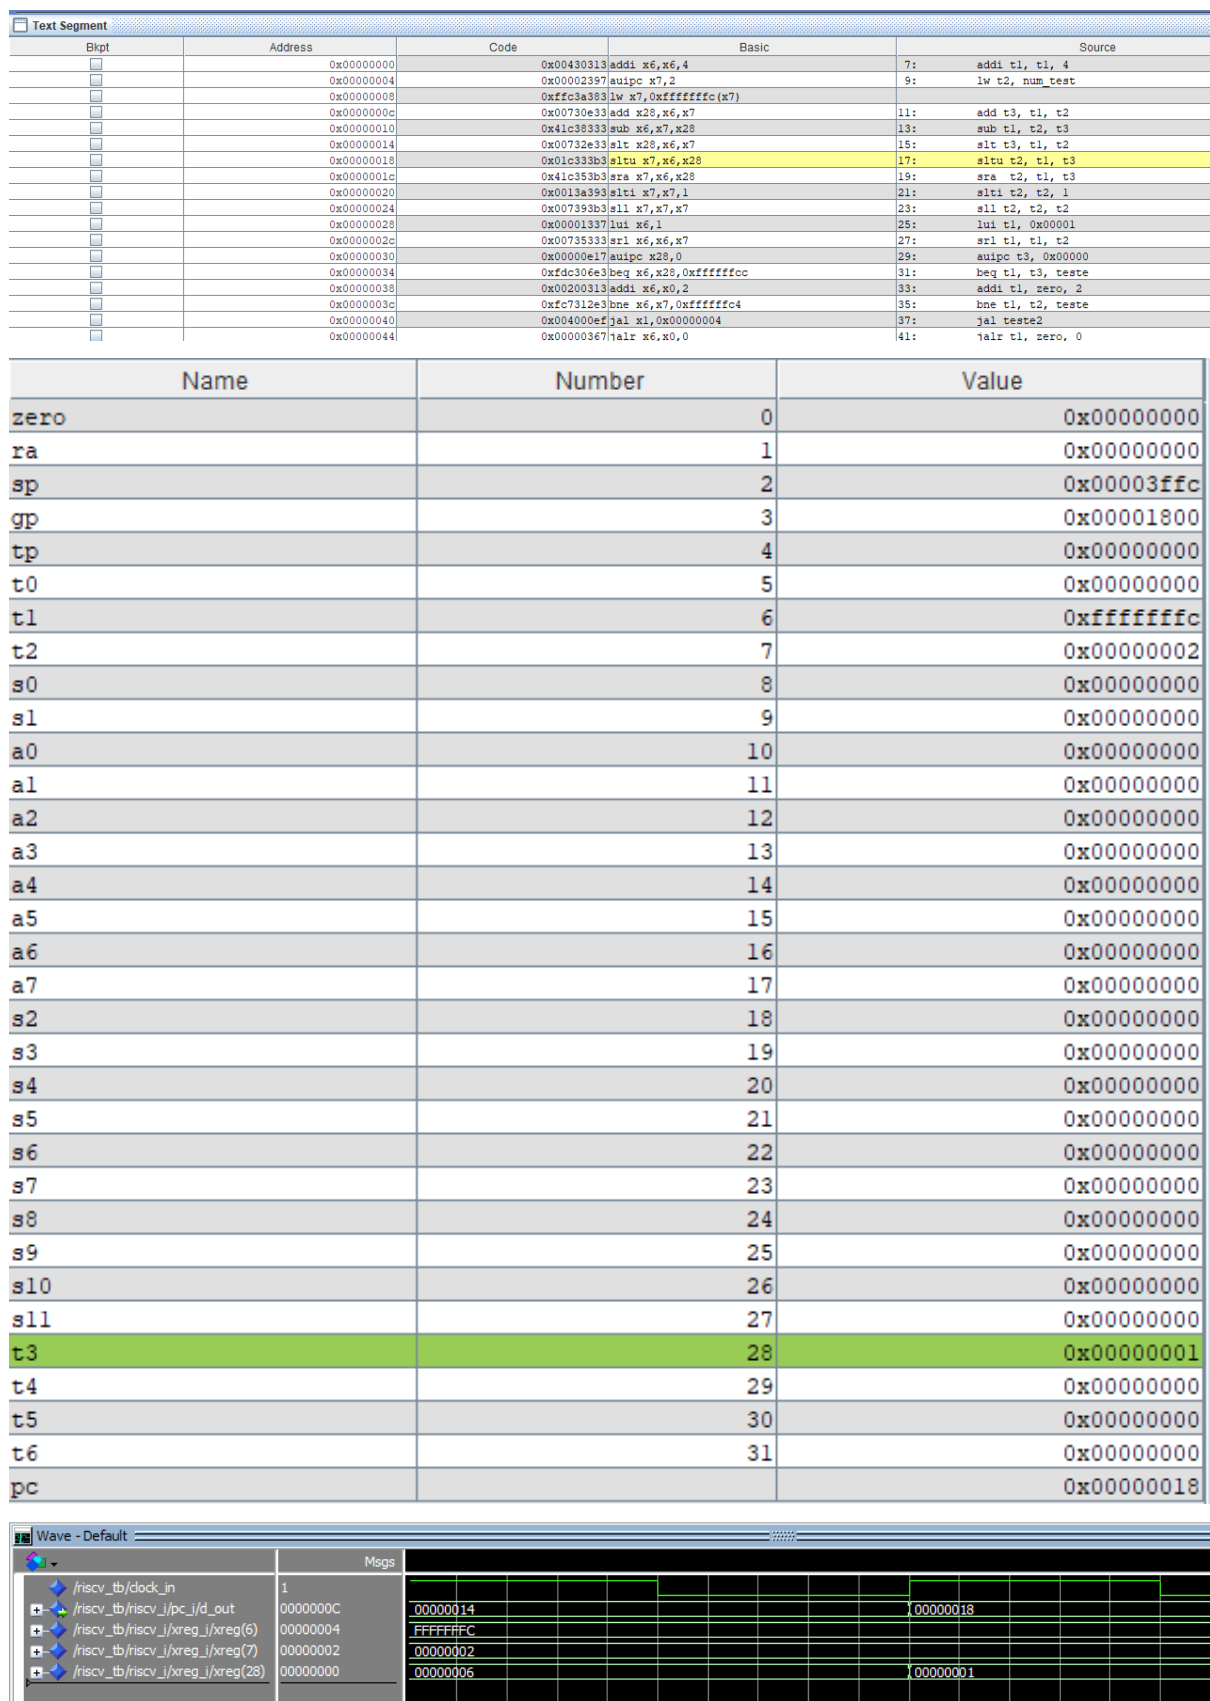 Text Segment
Bkpt Address Code Basic Source
0x00000000 0x00430313 addi x6,x6,4 7: addi t1, t1, 4
0x00000004 0x00002397 auipc x7,2 9: lw t2, num_test
0x00000008 0xffc3a383 lw x7,0xfffffffc(x7)
0x0000000c 0x00730e33 add x28,x6,x7 11: add t3, t1, t2
0x00000010 0x41c38333 sub x6,x7,x28 13: sub t1, t2, t3
0x00000014 0x00732e33 slt x28,x6,x7 15: slt t3, t1, t2
0x00000018 0x01c333b3 sltu x7,x6,x28 17: sltu t2, t1, t3
0x0000001c 0x41c353b3 sra x7,x6,x28 19: sra t2, t1, t3
0x00000020 0x0013a393 slti x7,x7,1 21: slti t2, t2, 1
0x00000024 0x007393b3 sll x7,x7,x7 23: sll t2, t2, t2
0x00000028 0x00001337 lui x6,1 25: lui t1, 0x00001
0x0000002c 0x00735333 srl x6,x6,x7 27: srl t1, t1, t2
0x00000030 0x00000e17 auipc x28,0 29: auipc t3, 0x00000
0x00000034 0xfdc306e3 beq x6,x28,0xffffffcc 31: beq t1, t3, teste
0x00000038 0x00200313 addi x6,x0,2 33: addi t1, zero, 2
0x0000003c 0xfc7312e3 bne x6,x7,0xffffffc4 35: bne t1, t2, teste
0x00000040 0x004000ef jal x1,0x00000004 37: jal teste2
0x00000044 0x00000367 jalr x6,x0,0 41: jalr t1, zero, 0
Name Number Value
zero 0 0x00000000
ra 1 0x00000000
sp 2 0x00003ffc
gp 3 0x00001800
tp 4 0x00000000
t0 5 0x00000000
t1 6 0xfffffffc
t2 7 0x00000002
s0 8 0x00000000
s1 9 0x00000000
a0 10 0x00000000
a1 11 0x00000000
a2 12 0x00000000
a3 13 0x00000000
a4 14 0x00000000
a5 15 0x00000000
a6 16 0x00000000
a7 17 0x00000000
s2 18 0x00000000
s3 19 0x00000000
s4 20 0x00000000
s5 21 0x00000000
s6 22 0x00000000
s7 23 0x00000000
s8 24 0x00000000
s9 25 0x00000000
s10 26 0x00000000
s11 27 0x00000000
t3 28 0x00000001
t4 29 0x00000000
t5 30 0x00000000
t6 31 0x00000000
pc 0x00000018
Wave - Default
Msgs
/riscv_tb/clock_in 1
/riscv_tb/riscv_i/pc_i/d_out 0000000C 00000014 00000018
/riscv_tb/riscv_i/xreg_i/xreg(6) 00000004 FFFFFFFC
/riscv_tb/riscv_i/xreg_i/xreg(7) 00000002 00000002
/riscv_tb/riscv_i/xreg_i/xreg(28) 00000000 00000006 00000001